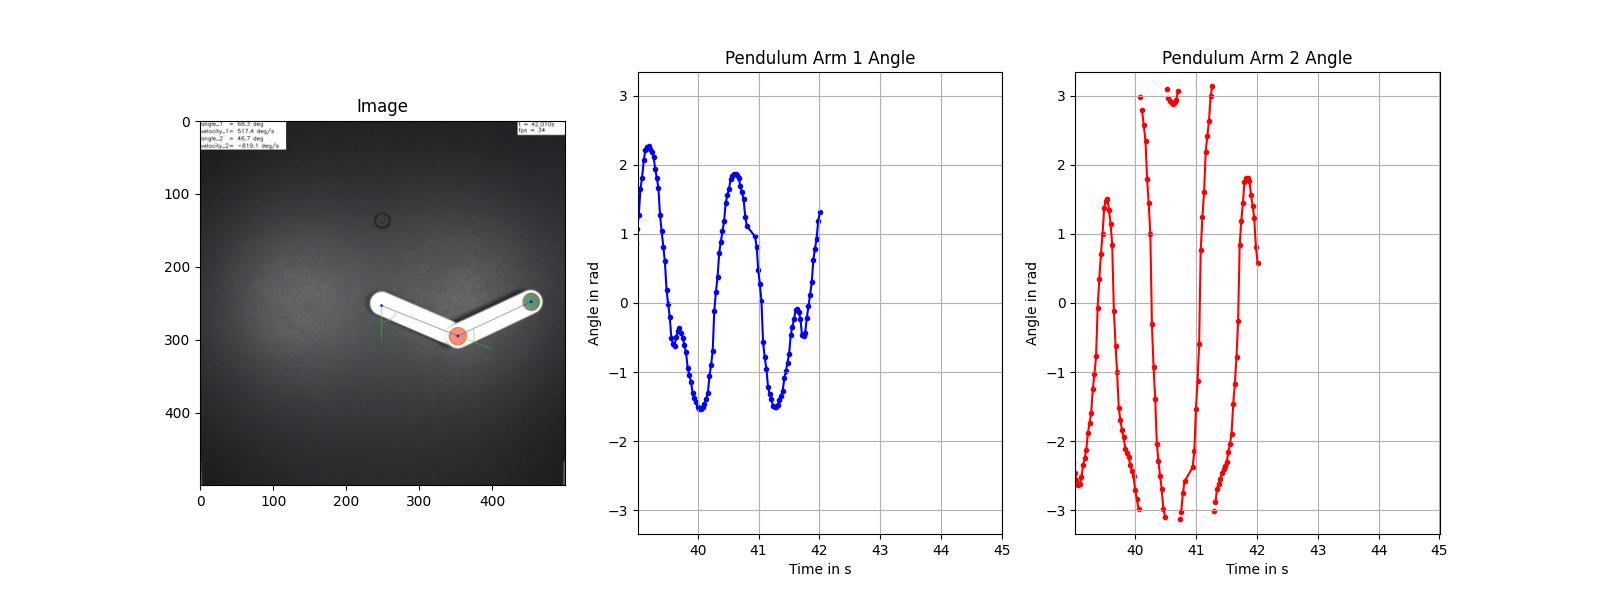 Image
angle_1 = 68.3 deg
velocity_1= 517.4 deg/s
angle_2 = 46.7 deg
velocity_2= -819.1 deg/s
t = 42.010s
fps = 34
0
100
200
300
400
0 100 200 300 400
Pendulum Arm 1 Angle
Angle in rad
3
2
1
0
−1
−2
−3
40 41 42 43 44 45
Time in s
Pendulum Arm 2 Angle
Angle in rad
3
2
1
0
−1
−2
−3
40 41 42 43 44 45
Time in s